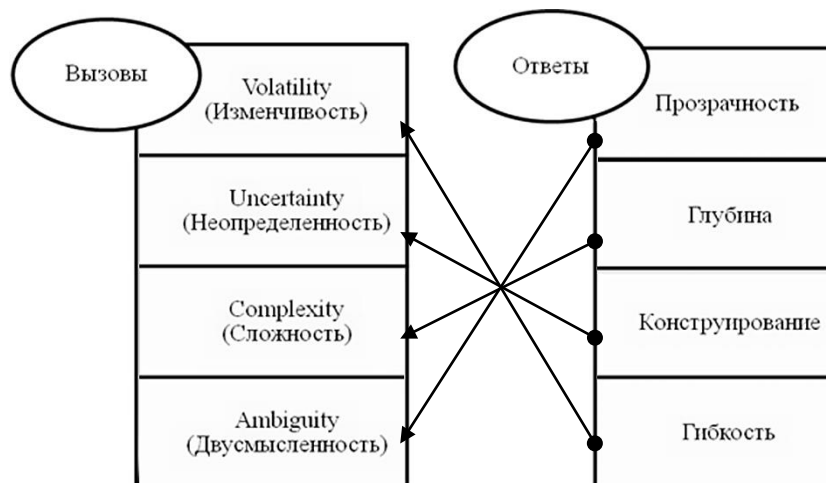 Вызовы
Volatility
(Изменчивость)
Uncertainty
(Неопределенность)
Complexity
(Сложность)
Ambiguity
(Двусмысленность)
Ответы
Прозрачность
Глубина
Конструирование
Гибкость